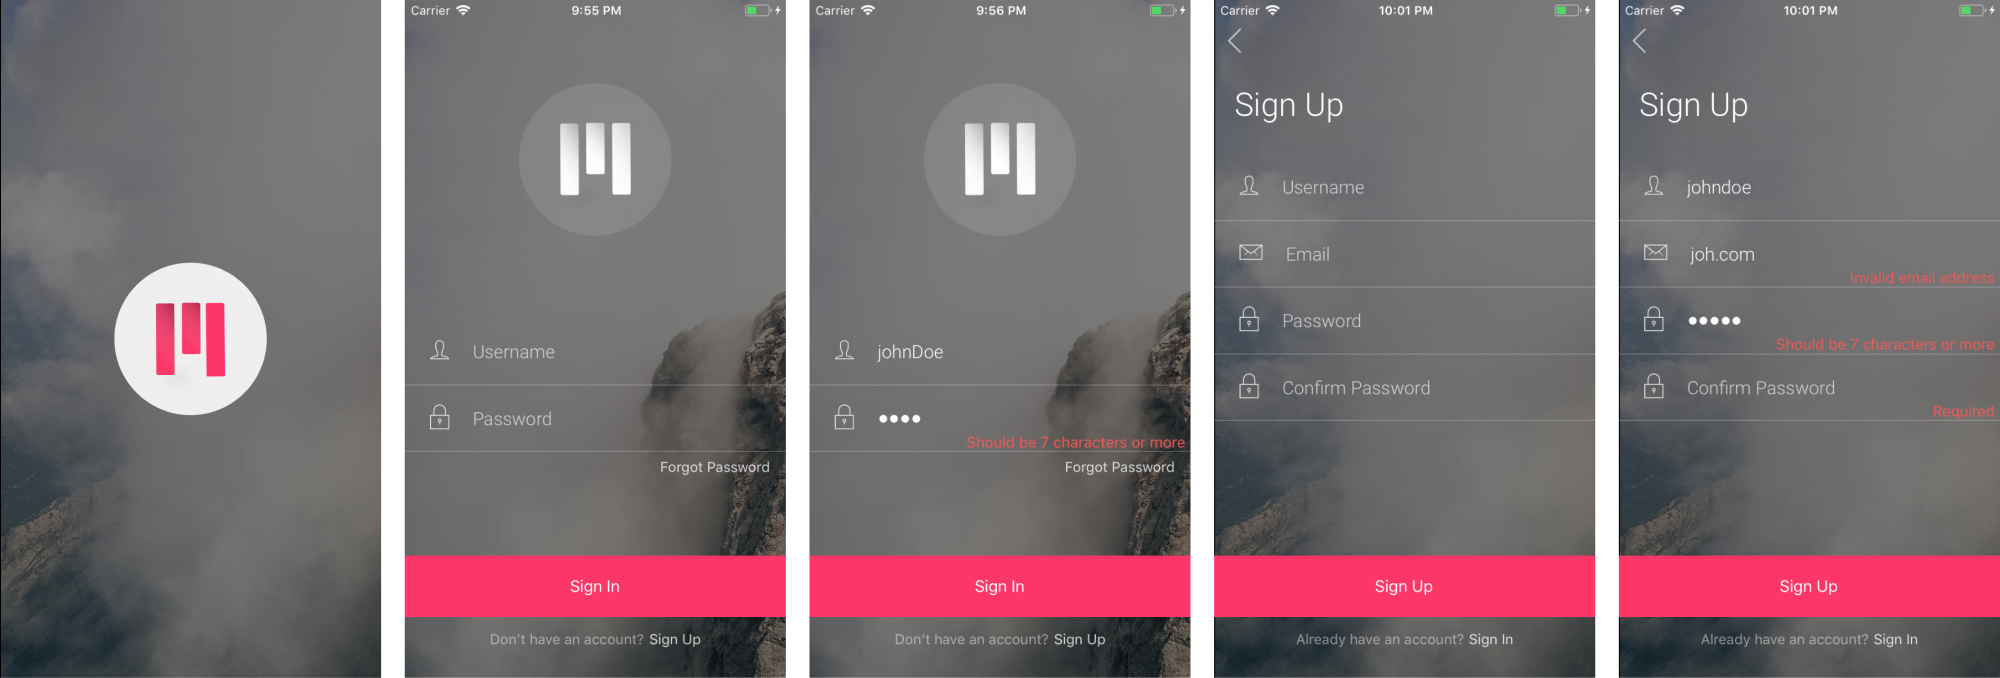 Carrier 9:55 PM
Username
Password
Forgot Password
Sign In
Don't have an account? Sign Up
Carrier 9:56 PM
johnDoe
Should be 7 characters or more
Forgot Password
Sign In
Don't have an account? Sign Up
Carrier 10:01 PM
Sign Up
Username
Email
Password
Confirm Password
Sign Up
Already have an account? Sign In
Carrier 10:01 PM
Sign Up
johndoe
joh.com
Invalid email address
Should be 7 characters or more
Confirm Password
Required
Sign Up
Already have an account? Sign In